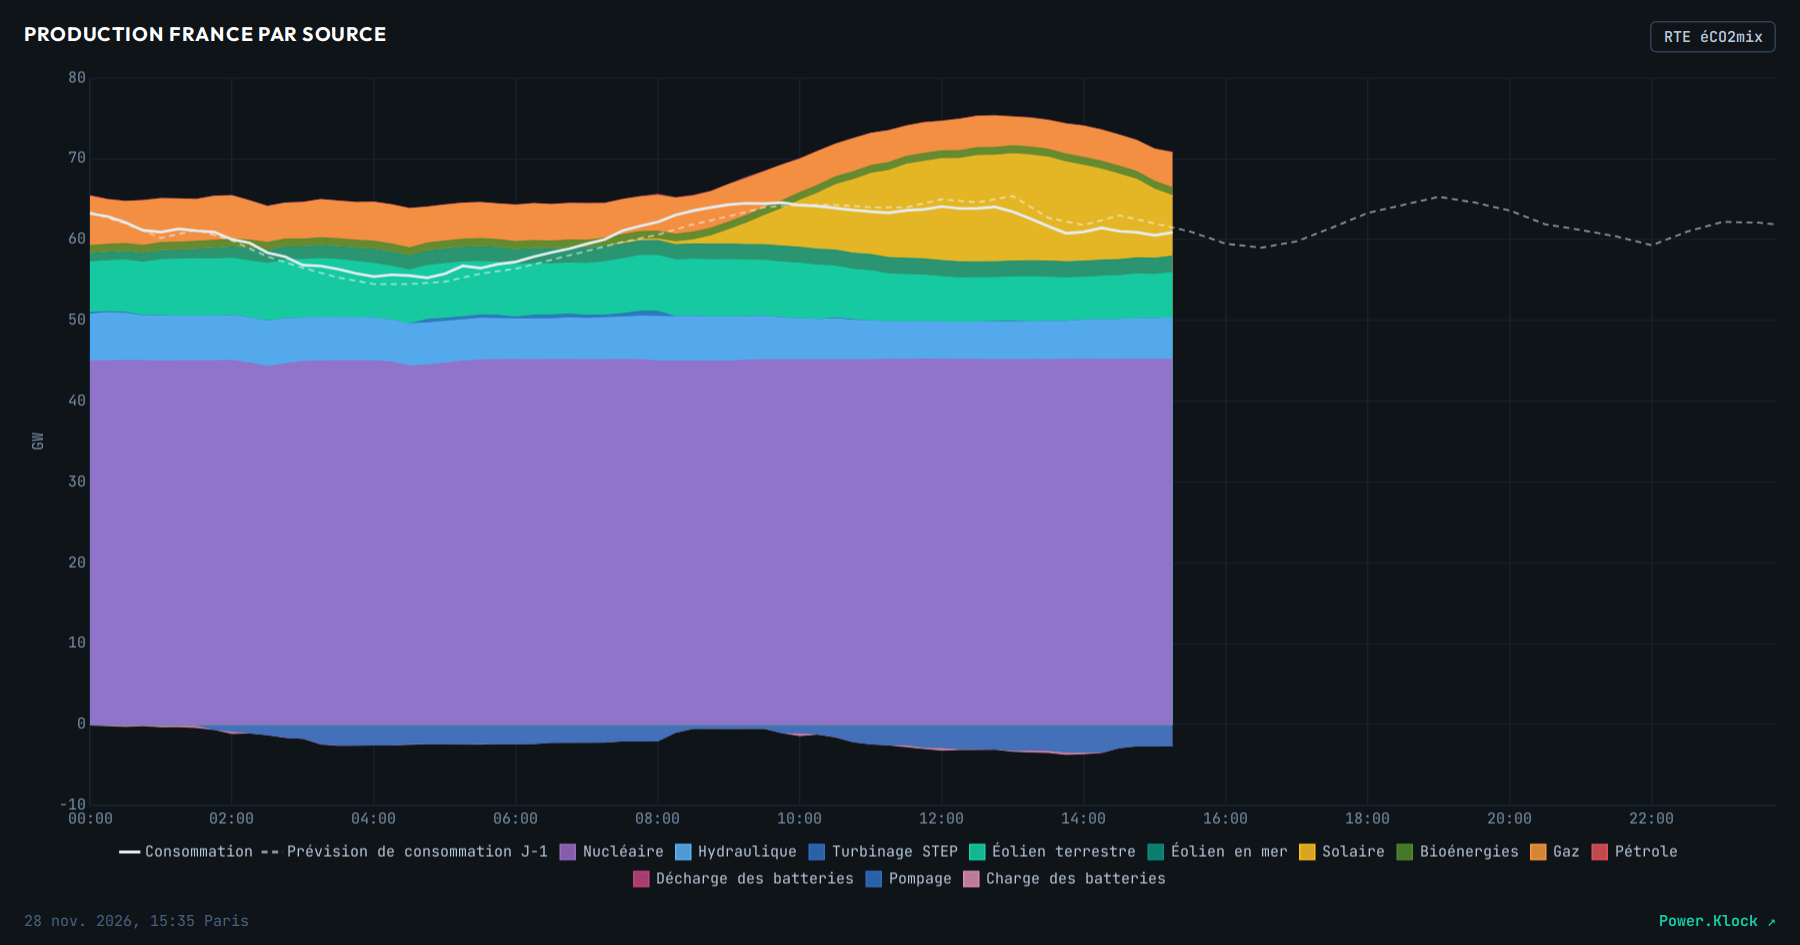 PRODUCTION FRANCE PAR SOURCE
RTE éCO2mix
80
70
60
50
40
30
20
10
0
-10
GW
00:00 02:00 04:00 06:00 08:00 10:00 12:00 14:00 16:00 18:00 20:00 22:00
Consommation Prévision de consommation J-1 Nucléaire Hydraulique Turbinage STEP Éolien terrestre Éolien en mer Solaire Bioénergies Gaz Pétrole
Décharge des batteries Pompage Charge des batteries
28 nov. 2026, 15:35 Paris
Power.Klock ↗